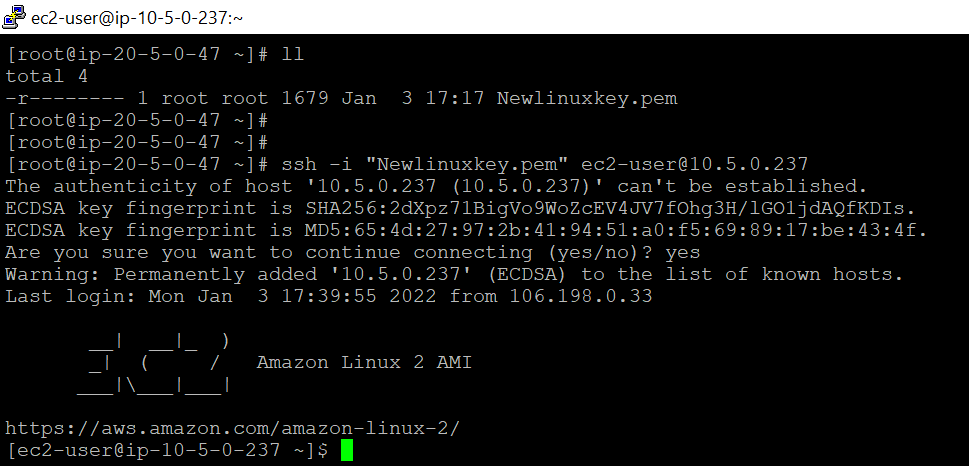 ec2-user@ip-10-5-0-237:~
[root@ip-20-5-0-47 ~]# ll
total 4
-r-------- 1 root root 1679 Jan  3 17:17 Newlinuxkey.pem
[root@ip-20-5-0-47 ~]#
[root@ip-20-5-0-47 ~]#
[root@ip-20-5-0-47 ~]# ssh -i "Newlinuxkey.pem" ec2-user@10.5.0.237
The authenticity of host '10.5.0.237 (10.5.0.237)' can't be established.
ECDSA key fingerprint is SHA256:2dXpz71BigVo9WoZcEV4JV7fOhg3H/lGO1jdAQfKDIs.
ECDSA key fingerprint is MD5:65:4d:27:97:2b:41:94:51:a0:f5:69:89:17:be:43:4f.
Are you sure you want to continue connecting (yes/no)? yes
Warning: Permanently added '10.5.0.237' (ECDSA) to the list of known hosts.
Last login: Mon Jan  3 17:39:55 2022 from 106.198.0.33
       __|  __|_  )
       _|  (     /   Amazon Linux 2 AMI
      ___|\___|___|
https://aws.amazon.com/amazon-linux-2/
[ec2-user@ip-10-5-0-237 ~]$